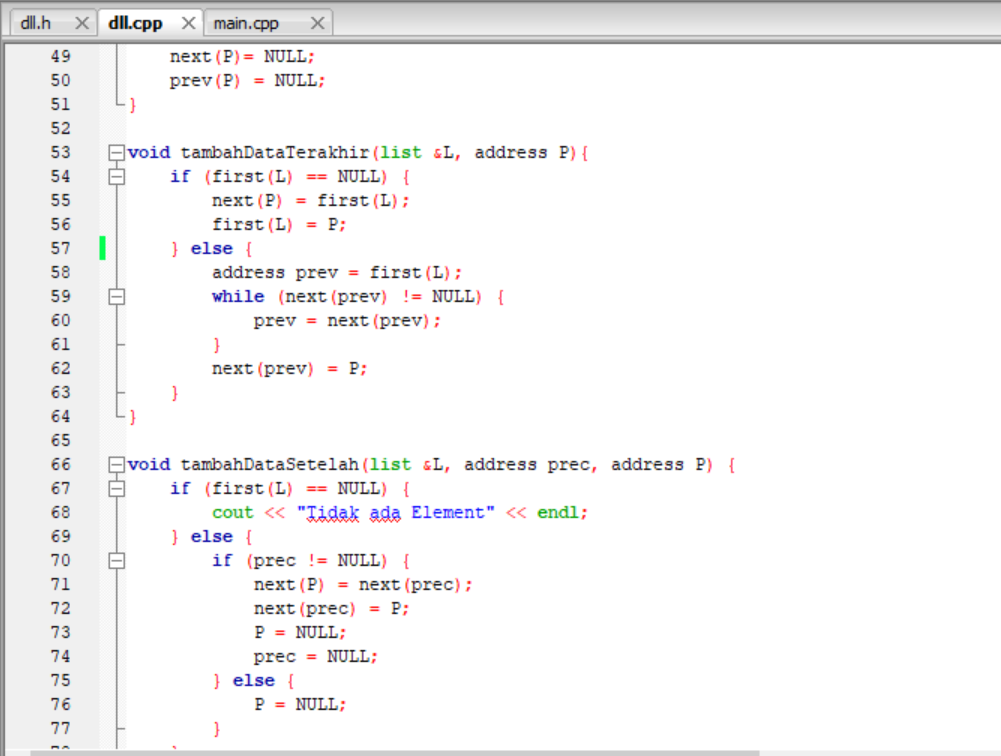 dll.h dll.cpp main.cpp
49 next(P)= NULL;
50 prev(P) = NULL;
51 }
52
53 void tambahDataTerakhir(list &L, address P){
54 if (first(L) == NULL) {
55 next(P) = first(L);
56 first(L) = P;
57 } else {
58 address prev = first(L);
59 while (next(prev) != NULL) {
60 prev = next(prev);
61 }
62 next(prev) = P;
63 }
64 }
65
66 void tambahDataSetelah(list &L, address prec, address P) {
67 if (first(L) == NULL) {
68 cout << "Tidak ada Element" << endl;
69 } else {
70 if (prec != NULL) {
71 next(P) = next(prec);
72 next(prec) = P;
73 P = NULL;
74 prec = NULL;
75 } else {
76 P = NULL;
77 }